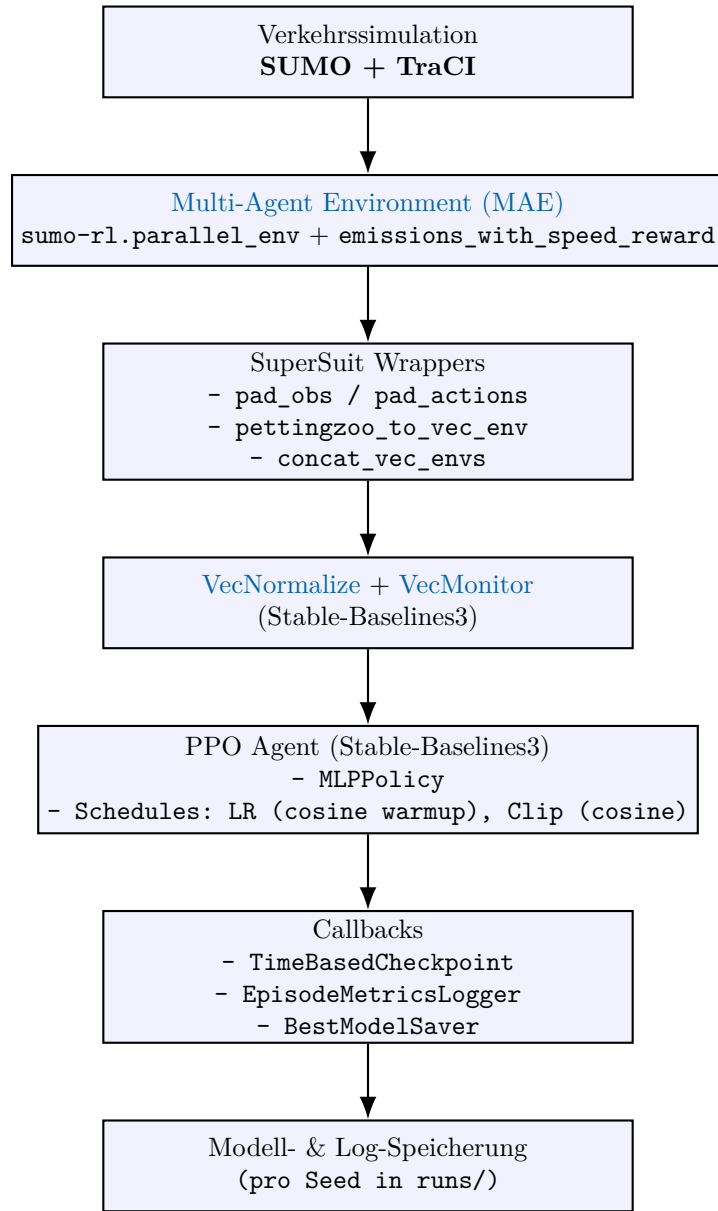 Verkehrssimulation
SUMO + TraCI
Multi-Agent Environment (MAE)
sumo-rl.parallel_env + emissions_with_speed_reward
SuperSuit Wrappers
- pad_obs / pad_actions
- pettingzoo_to_vec_env
- concat_vec_envs
VecNormalize + VecMonitor
(Stable-Baselines3)
PPO Agent (Stable-Baselines3)
- MLPPolicy
- Schedules: LR (cosine warmup), Clip (cosine)
Callbacks
- TimeBasedCheckpoint
- EpisodeMetricsLogger
- BestModelSaver
Modell- & Log-Speicherung
(pro Seed in runs/)